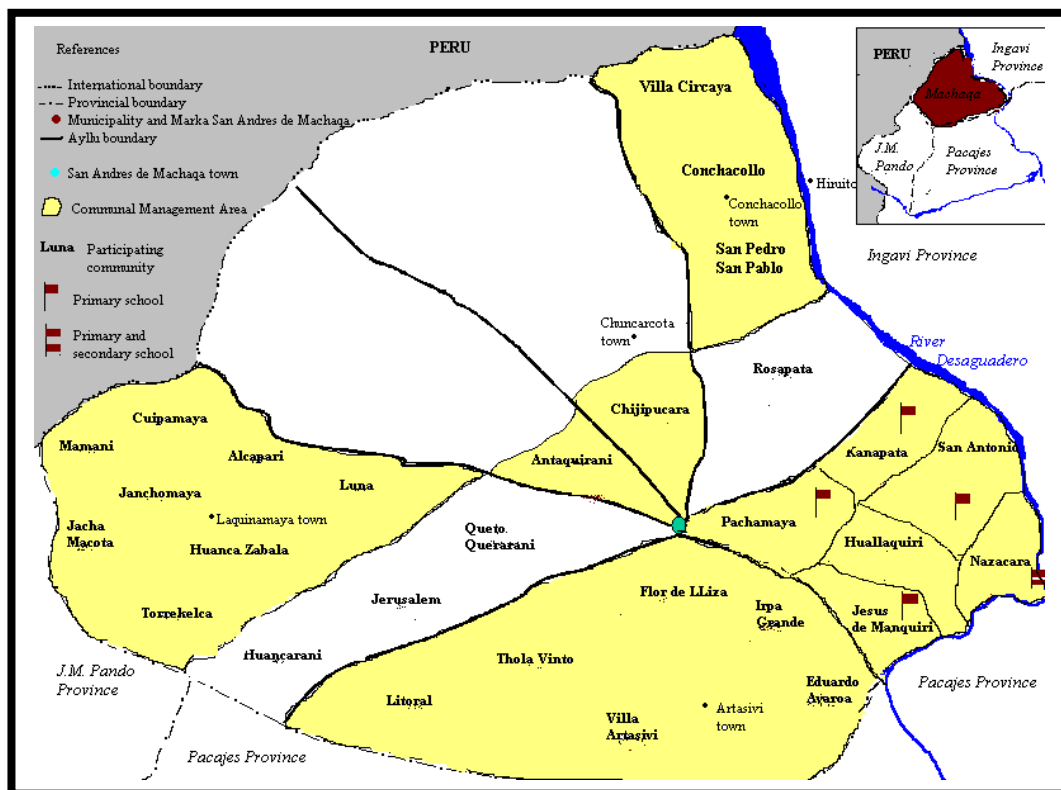 References
International boundary
Provincial boundary
Municipality and Marka San Andres de Machaqa
Ayllu boundary
San Andres de Machaqa town
Communal Management Area
Luna Participating
community
Primary school
Primary and
secondary school
PERU
PERU
Ingavi
Province
Machaqa
J.M.
Pando
Pacajes
Province
Villa Circaya
Conchacollo
Conchacollo
town
Hiruito
San Pedro
San Pablo
Ingavi Province
Chuncarcota
town
River
Desaguadero
Rosapata
Chijipucara
Cuipamaya
Mamani
Alcapari
Antaquirani
Kanapata
San Antonio
Janchomaya
Luna
Laquinamaya town
Jacha
Macota
Huanca Zabala
Queto
Querarani
Pachamaya
Huallaquiri
Nazacara
Torrekelca
Jerusalem
Flor de LLiza
Irpa
Grande
Jesus
de Manquiri
Huancarani
Thola Vinto
J.M. Pando
Province
Litoral
Eduardo
Avaroa
Pacajes Province
Villa
Artasivi
Artasivi
town
Pacajes Province